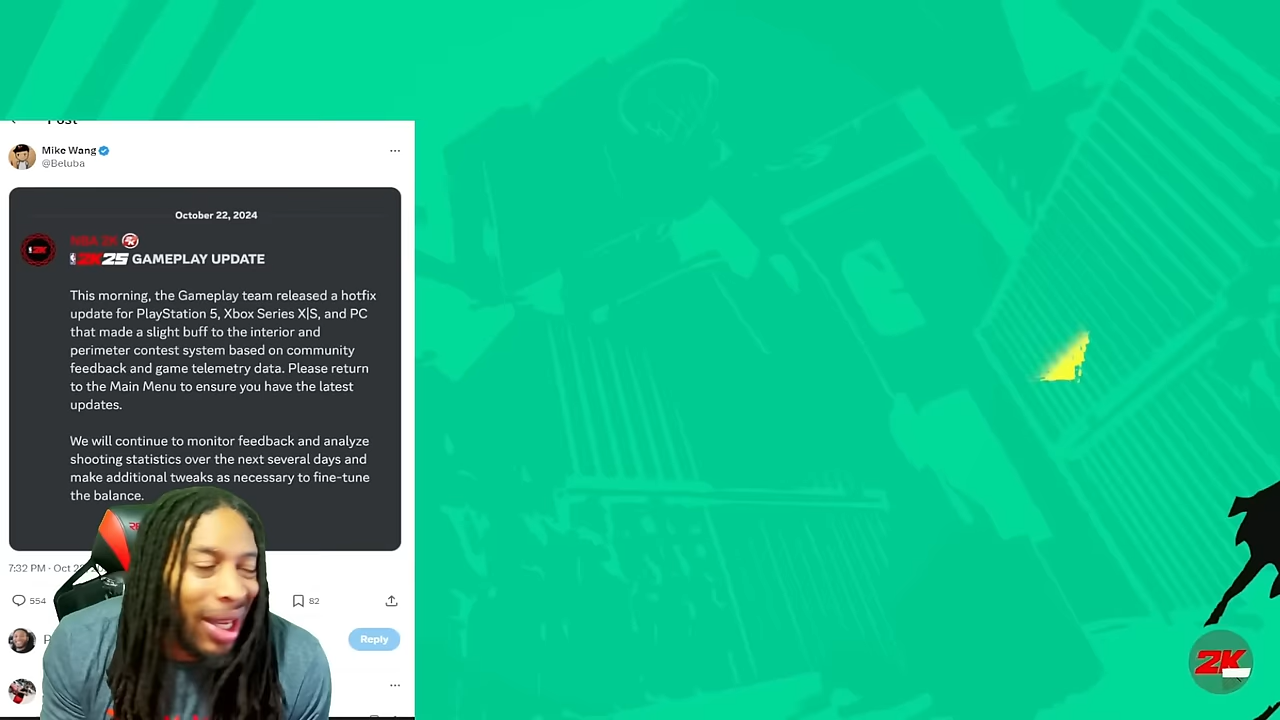 Post
Mike Wang
@Beluba
October 22, 2024
NBA 2K
2K25 GAMEPLAY UPDATE
This morning, the Gameplay team released a hotfix
update for PlayStation 5, Xbox Series X|S, and PC
that made a slight buff to the interior and
perimeter contest system based on community
feedback and game telemetry data. Please return
to the Main Menu to ensure you have the latest
updates.
We will continue to monitor feedback and analyze
shooting statistics over the next several days and
make additional tweaks as necessary to fine-tune
the balance.
7:32 PM · Oct
554
82
Reply
2K